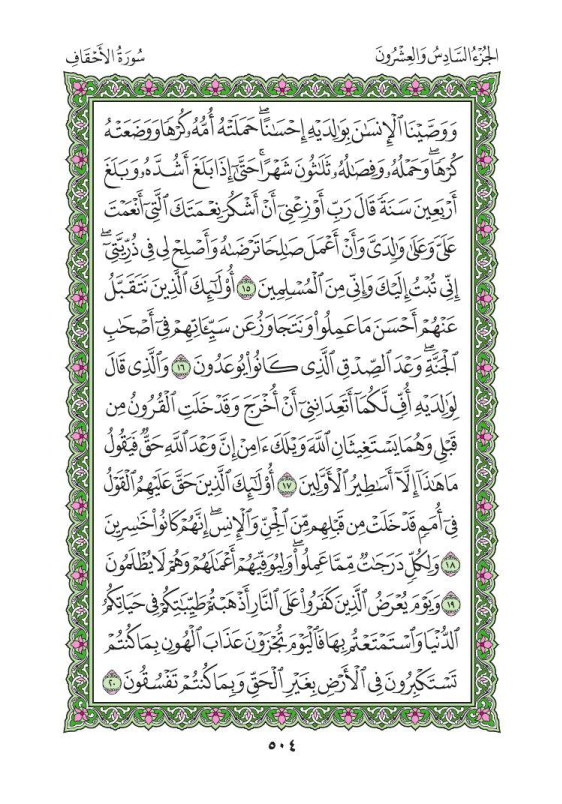 الجُزْءُ السَّادِسُ وَالعِشْرُونَ
سُورَةُ الأَحْقَافِ
وَوَصَّيْنَا ٱلْإِنسَٰنَ بِوَٰلِدَيْهِ إِحْسَٰنًاۖ حَمَلَتْهُ أُمُّهُۥ كُرْهًا وَوَضَعَتْهُ
كُرْهًاۖ وَحَمْلُهُۥ وَفِصَٰلُهُۥ ثَلَٰثُونَ شَهْرًاۚ حَتَّىٰٓ إِذَا بَلَغَ أَشُدَّهُۥ وَبَلَغَ
أَرْبَعِينَ سَنَةً قَالَ رَبِّ أَوْزِعْنِىٓ أَنْ أَشْكُرَ نِعْمَتَكَ ٱلَّتِىٓ أَنْعَمْتَ
عَلَىَّ وَعَلَىٰ وَٰلِدَىَّ وَأَنْ أَعْمَلَ صَٰلِحًا تَرْضَىٰهُ وَأَصْلِحْ لِى فِى ذُرِّيَّتِىٓۖ
إِنِّى تُبْتُ إِلَيْكَ وَإِنِّى مِنَ ٱلْمُسْلِمِينَ ١٥ أُو۟لَٰٓئِكَ ٱلَّذِينَ نَتَقَبَّلُ
عَنْهُمْ أَحْسَنَ مَا عَمِلُوا۟ وَنَتَجَاوَزُ عَن سَيِّـَٔاتِهِمْ فِىٓ أَصْحَٰبِ
ٱلْجَنَّةِۖ وَعْدَ ٱلصِّدْقِ ٱلَّذِى كَانُوا۟ يُوعَدُونَ ١٦ وَٱلَّذِى قَالَ
لِوَٰلِدَيْهِ أُفٍّ لَّكُمَآ أَتَعِدَانِنِىٓ أَنْ أُخْرَجَ وَقَدْ خَلَتِ ٱلْقُرُونُ مِن
قَبْلِى وَهُمَا يَسْتَغِيثَانِ ٱللَّهَ وَيْلَكَ ءَامِنْ إِنَّ وَعْدَ ٱللَّهِ حَقٌّ فَيَقُولُ
مَا هَٰذَآ إِلَّآ أَسَٰطِيرُ ٱلْأَوَّلِينَ ١٧ أُو۟لَٰٓئِكَ ٱلَّذِينَ حَقَّ عَلَيْهِمُ ٱلْقَوْلُ
فِىٓ أُمَمٍ قَدْ خَلَتْ مِن قَبْلِهِم مِّنَ ٱلْجِنِّ وَٱلْإِنسِۖ إِنَّهُمْ كَانُوا۟ خَٰسِرِينَ
١٨ وَلِكُلٍّ دَرَجَٰتٌ مِّمَّا عَمِلُوا۟ۖ وَلِيُوَفِّيَهُمْ أَعْمَٰلَهُمْ وَهُمْ لَا يُظْلَمُونَ
١٩ وَيَوْمَ يُعْرَضُ ٱلَّذِينَ كَفَرُوا۟ عَلَى ٱلنَّارِ أَذْهَبْتُمْ طَيِّبَٰتِكُمْ فِى حَيَاتِكُمُ
ٱلدُّنْيَا وَٱسْتَمْتَعْتُم بِهَا فَٱلْيَوْمَ تُجْزَوْنَ عَذَابَ ٱلْهُونِ بِمَا كُنتُمْ
تَسْتَكْبِرُونَ فِى ٱلْأَرْضِ بِغَيْرِ ٱلْحَقِّ وَبِمَا كُنتُمْ تَفْسُقُونَ ٢٠
٥٠٤